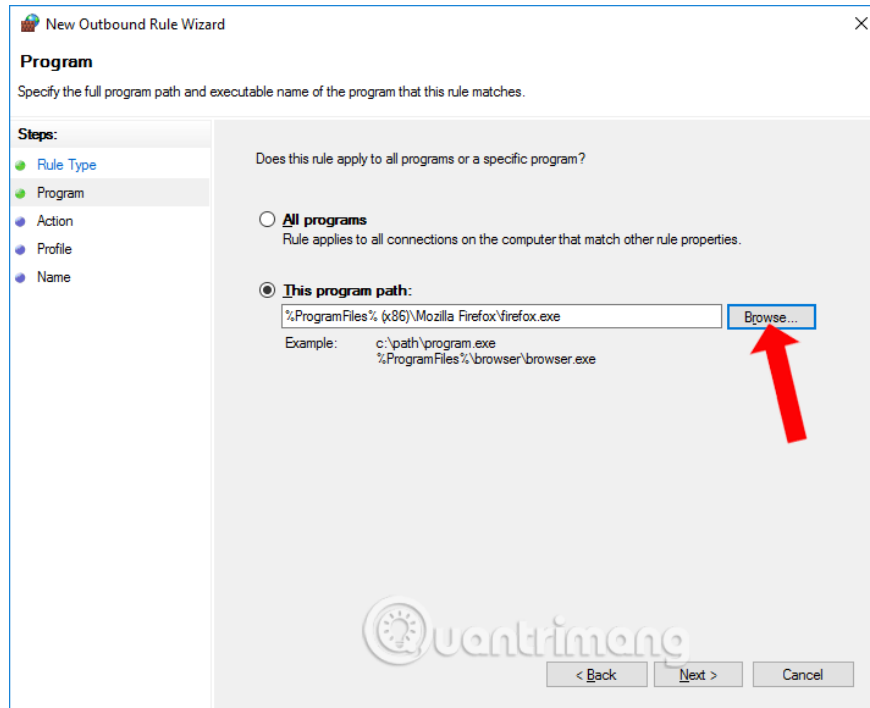 New Outbound Rule Wizard
Program
Specify the full program path and executable name of the program that this rule matches.
Steps:
Rule Type
Program
Action
Profile
Name
Does this rule apply to all programs or a specific program?
All programs
Rule applies to all connections on the computer that match other rule properties.
This program path:
%ProgramFiles% (x86)\Mozilla Firefox\firefox.exe
Browse...
Example: c:\path\program.exe
%ProgramFiles%\browser\browser.exe
Quantrimang
< Back Next > Cancel